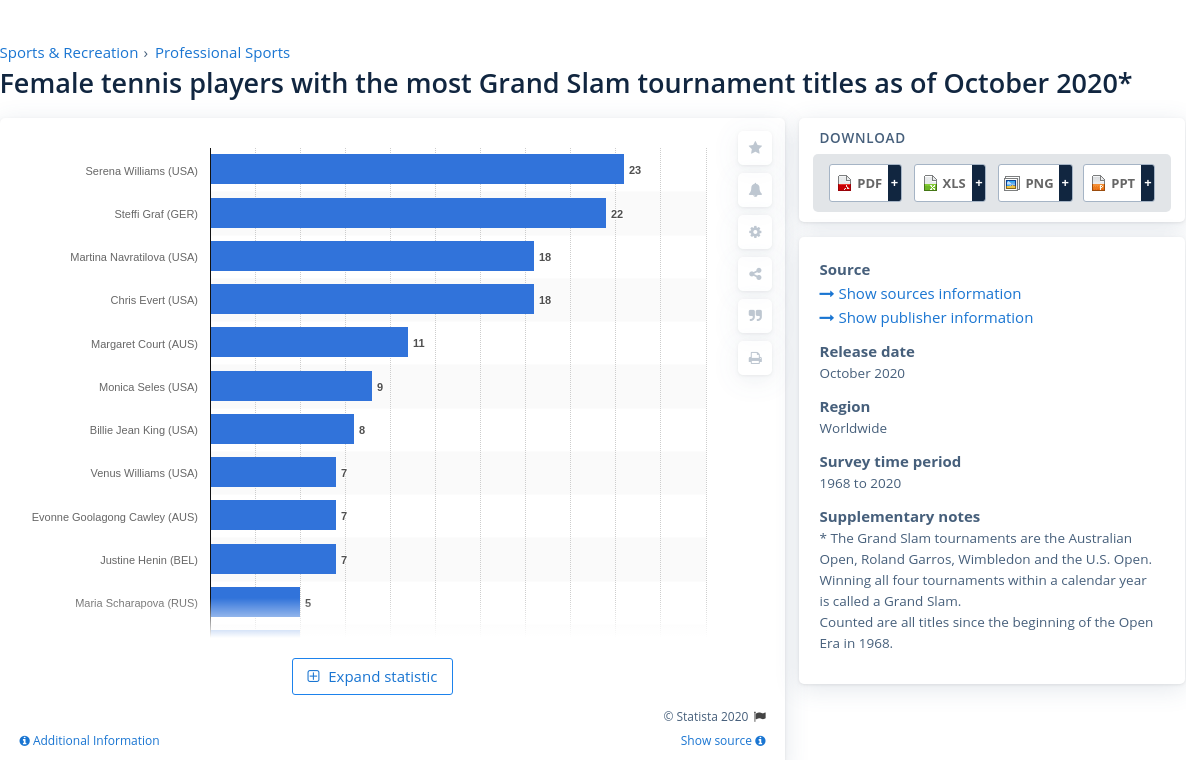 Sports & Recreation › Professional Sports
Female tennis players with the most Grand Slam tournament titles as of October 2020*
Serena Williams (USA) 23
Steffi Graf (GER) 22
Martina Navratilova (USA) 18
Chris Evert (USA) 18
Margaret Court (AUS) 11
Monica Seles (USA) 9
Billie Jean King (USA) 8
Venus Williams (USA) 7
Evonne Goolagong Cawley (AUS) 7
Justine Henin (BEL) 7
Maria Scharapova (RUS) 5
Expand statistic
© Statista 2020
Additional Information
Show source
DOWNLOAD
PDF + XLS + PNG + PPT +
Source
Show sources information
Show publisher information
Release date
October 2020
Region
Worldwide
Survey time period
1968 to 2020
Supplementary notes
* The Grand Slam tournaments are the Australian
Open, Roland Garros, Wimbledon and the U.S. Open.
Winning all four tournaments within a calendar year
is called a Grand Slam.
Counted are all titles since the beginning of the Open
Era in 1968.